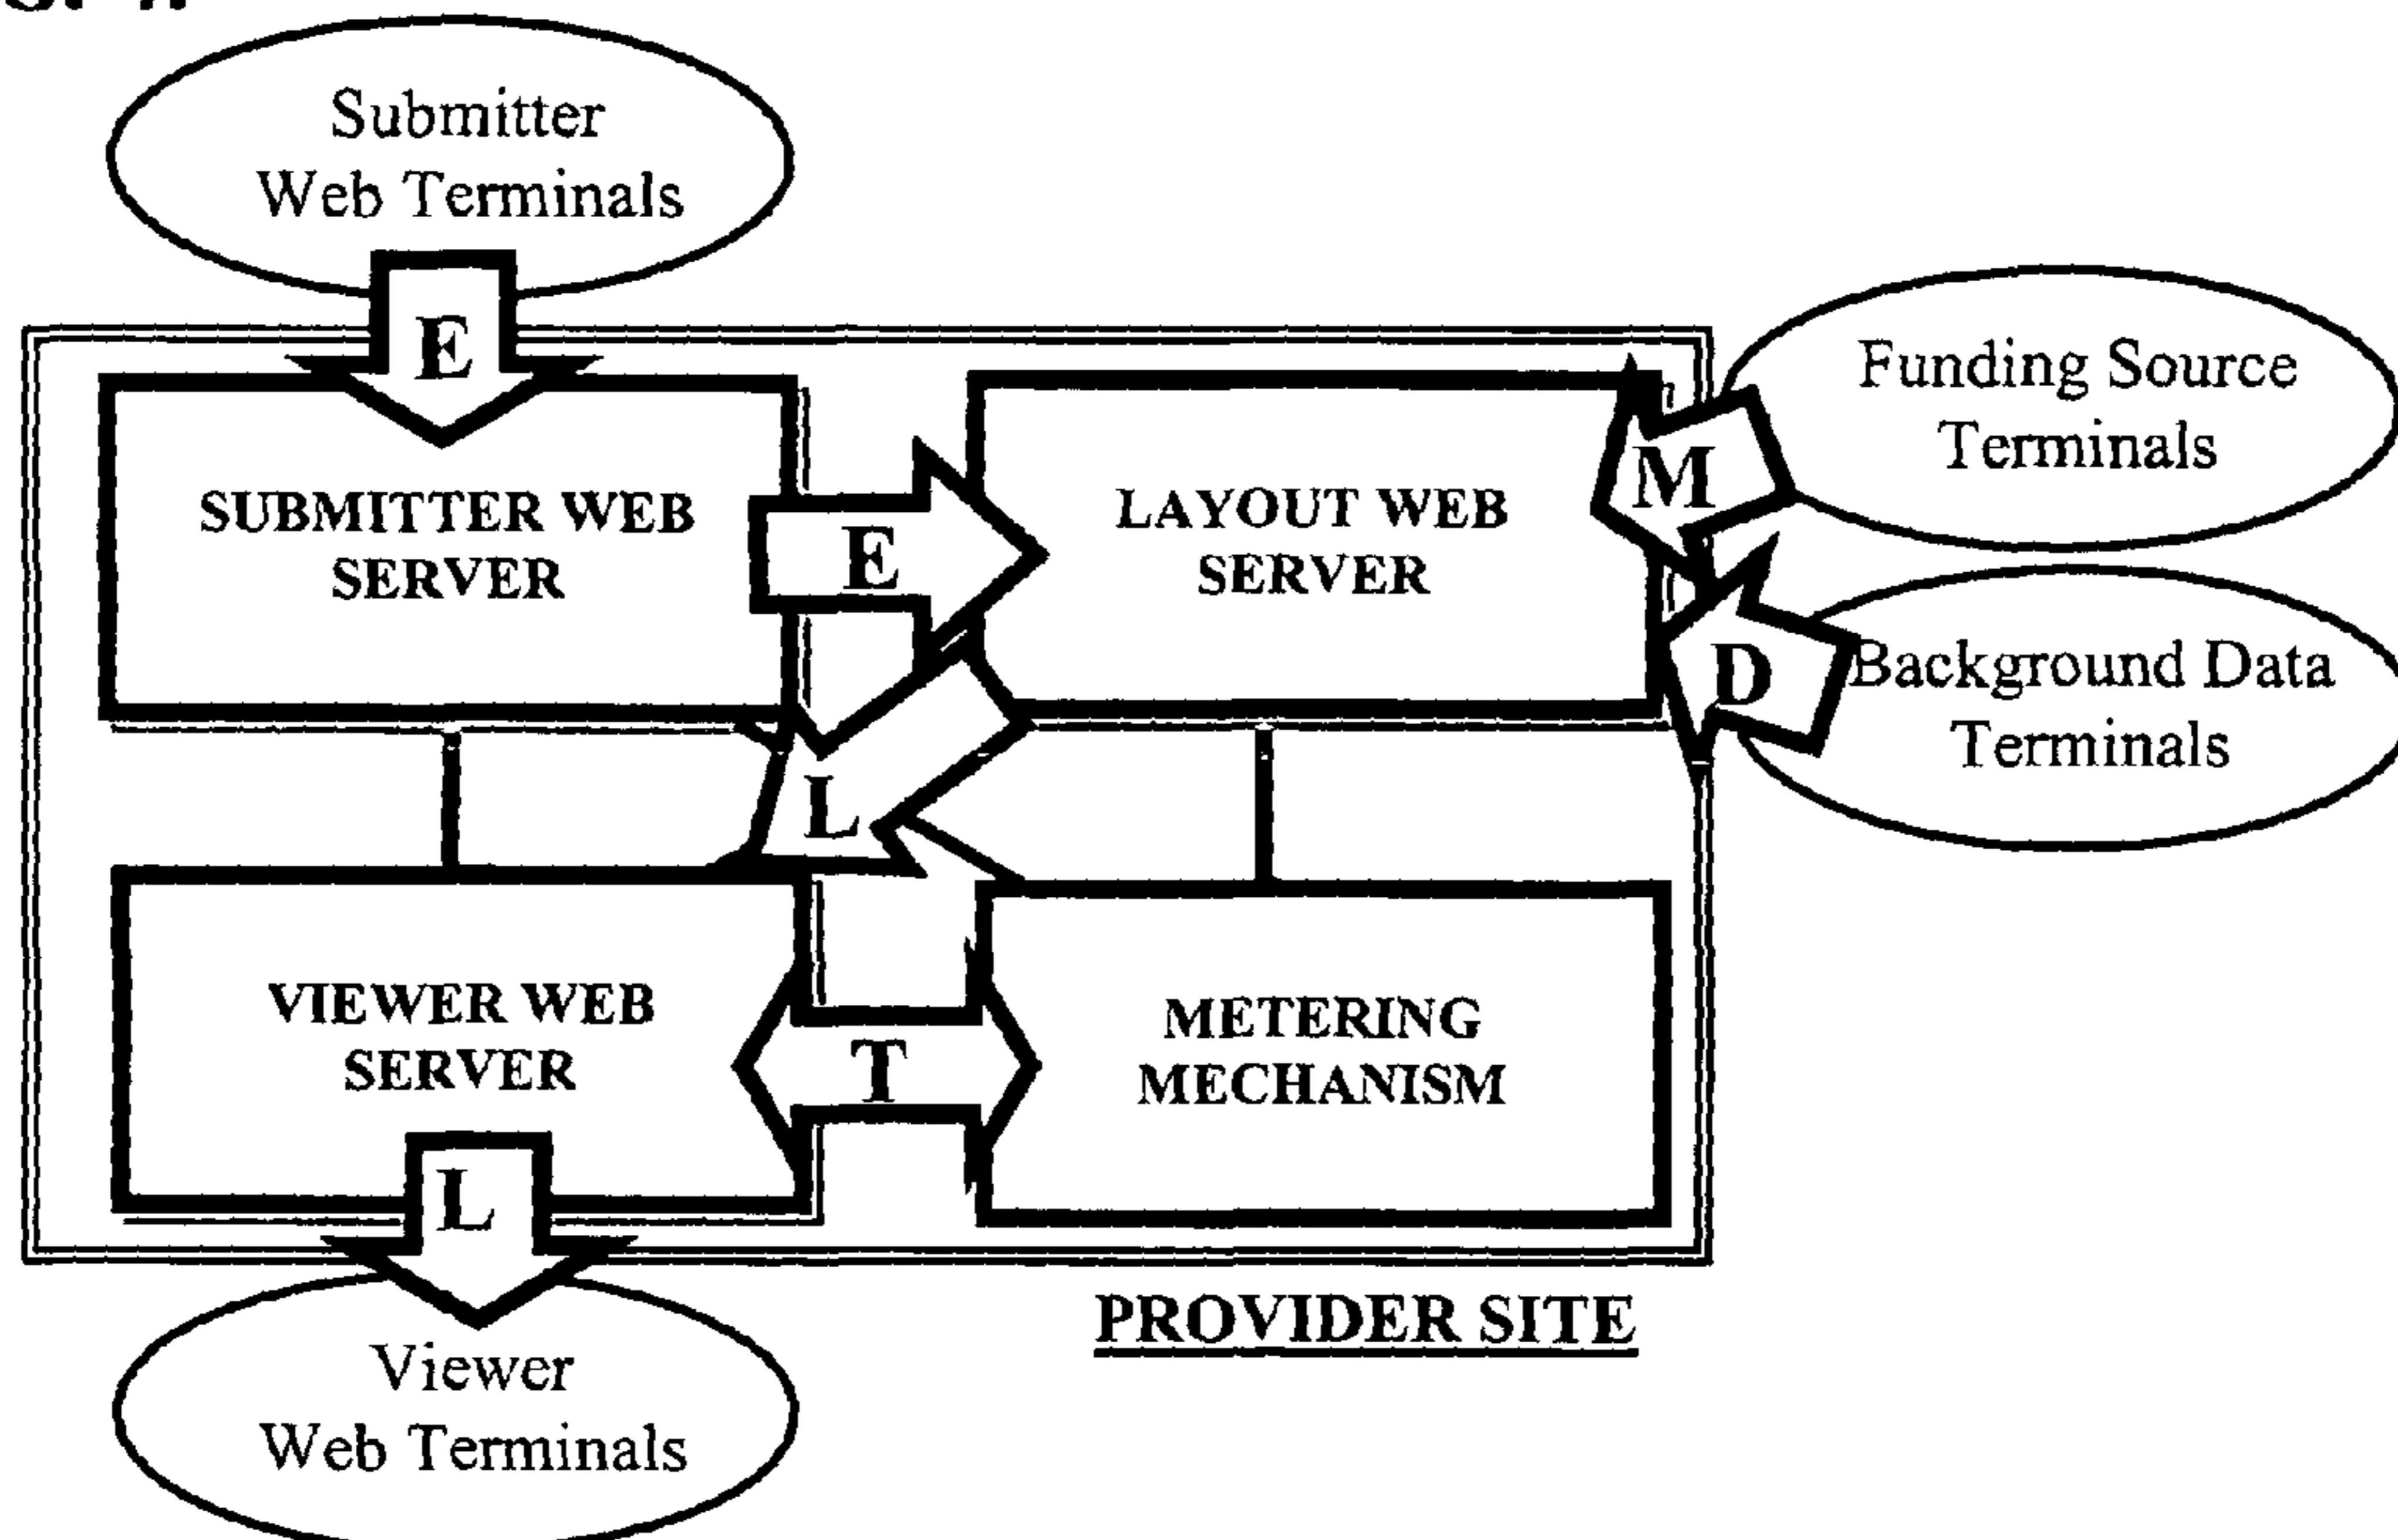 Submitter
Web Terminals
E
Funding Source
Terminals
M
SUBMITTER WEB
SERVER
E
LAYOUT WEB
SERVER
D
Background Data
Terminals
L
VIEWER WEB
SERVER
T
METERING
MECHANISM
L
PROVIDER SITE
Viewer
Web Terminals